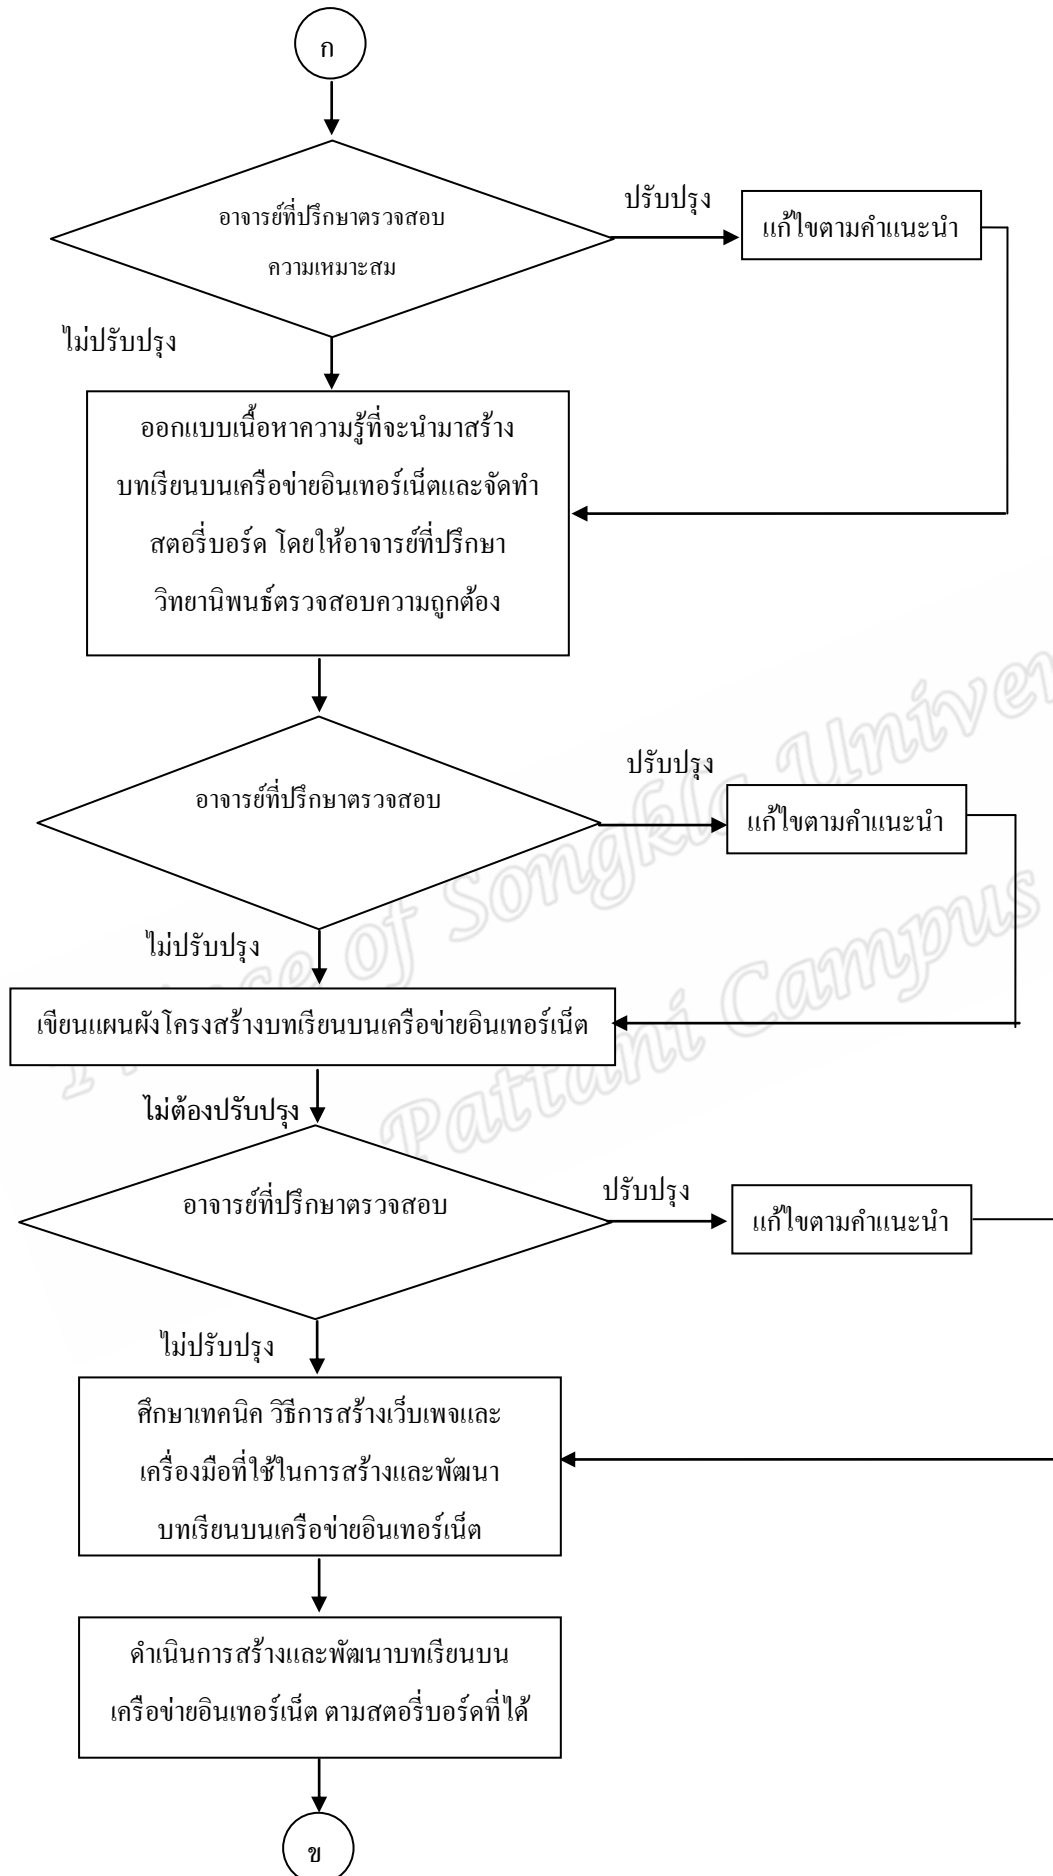 ก
อาจารย์ที่ปรึกษาตรวจสอบ
ความเหมาะสม
ปรับปรุง
แก้ไขตามคำแนะนำ
ไม่ปรับปรุง
ออกแบบเนื้อหาความรู้ที่จะนำมาสร้าง
บทเรียนบนเครือข่ายอินเทอร์เน็ตและจัดทำ
สตอรี่บอร์ด โดยให้อาจารย์ที่ปรึกษา
วิทยานิพนธ์ตรวจสอบความถูกต้อง
อาจารย์ที่ปรึกษาตรวจสอบ
ปรับปรุง
แก้ไขตามคำแนะนำ
ไม่ปรับปรุง
เขียนแผนผังโครงสร้างบทเรียนบนเครือข่ายอินเทอร์เน็ต
ไม่ต้องปรับปรุง
อาจารย์ที่ปรึกษาตรวจสอบ
ปรับปรุง
แก้ไขตามคำแนะนำ
ไม่ปรับปรุง
ศึกษาเทคนิค วิธีการสร้างเว็บเพจและ
เครื่องมือที่ใช้ในการสร้างและพัฒนา
บทเรียนบนเครือข่ายอินเทอร์เน็ต
ดำเนินการสร้างและพัฒนาบทเรียนบน
เครือข่ายอินเทอร์เน็ต ตามสตอรี่บอร์ดที่ได้
ข
of Songkla
Pattani Campus